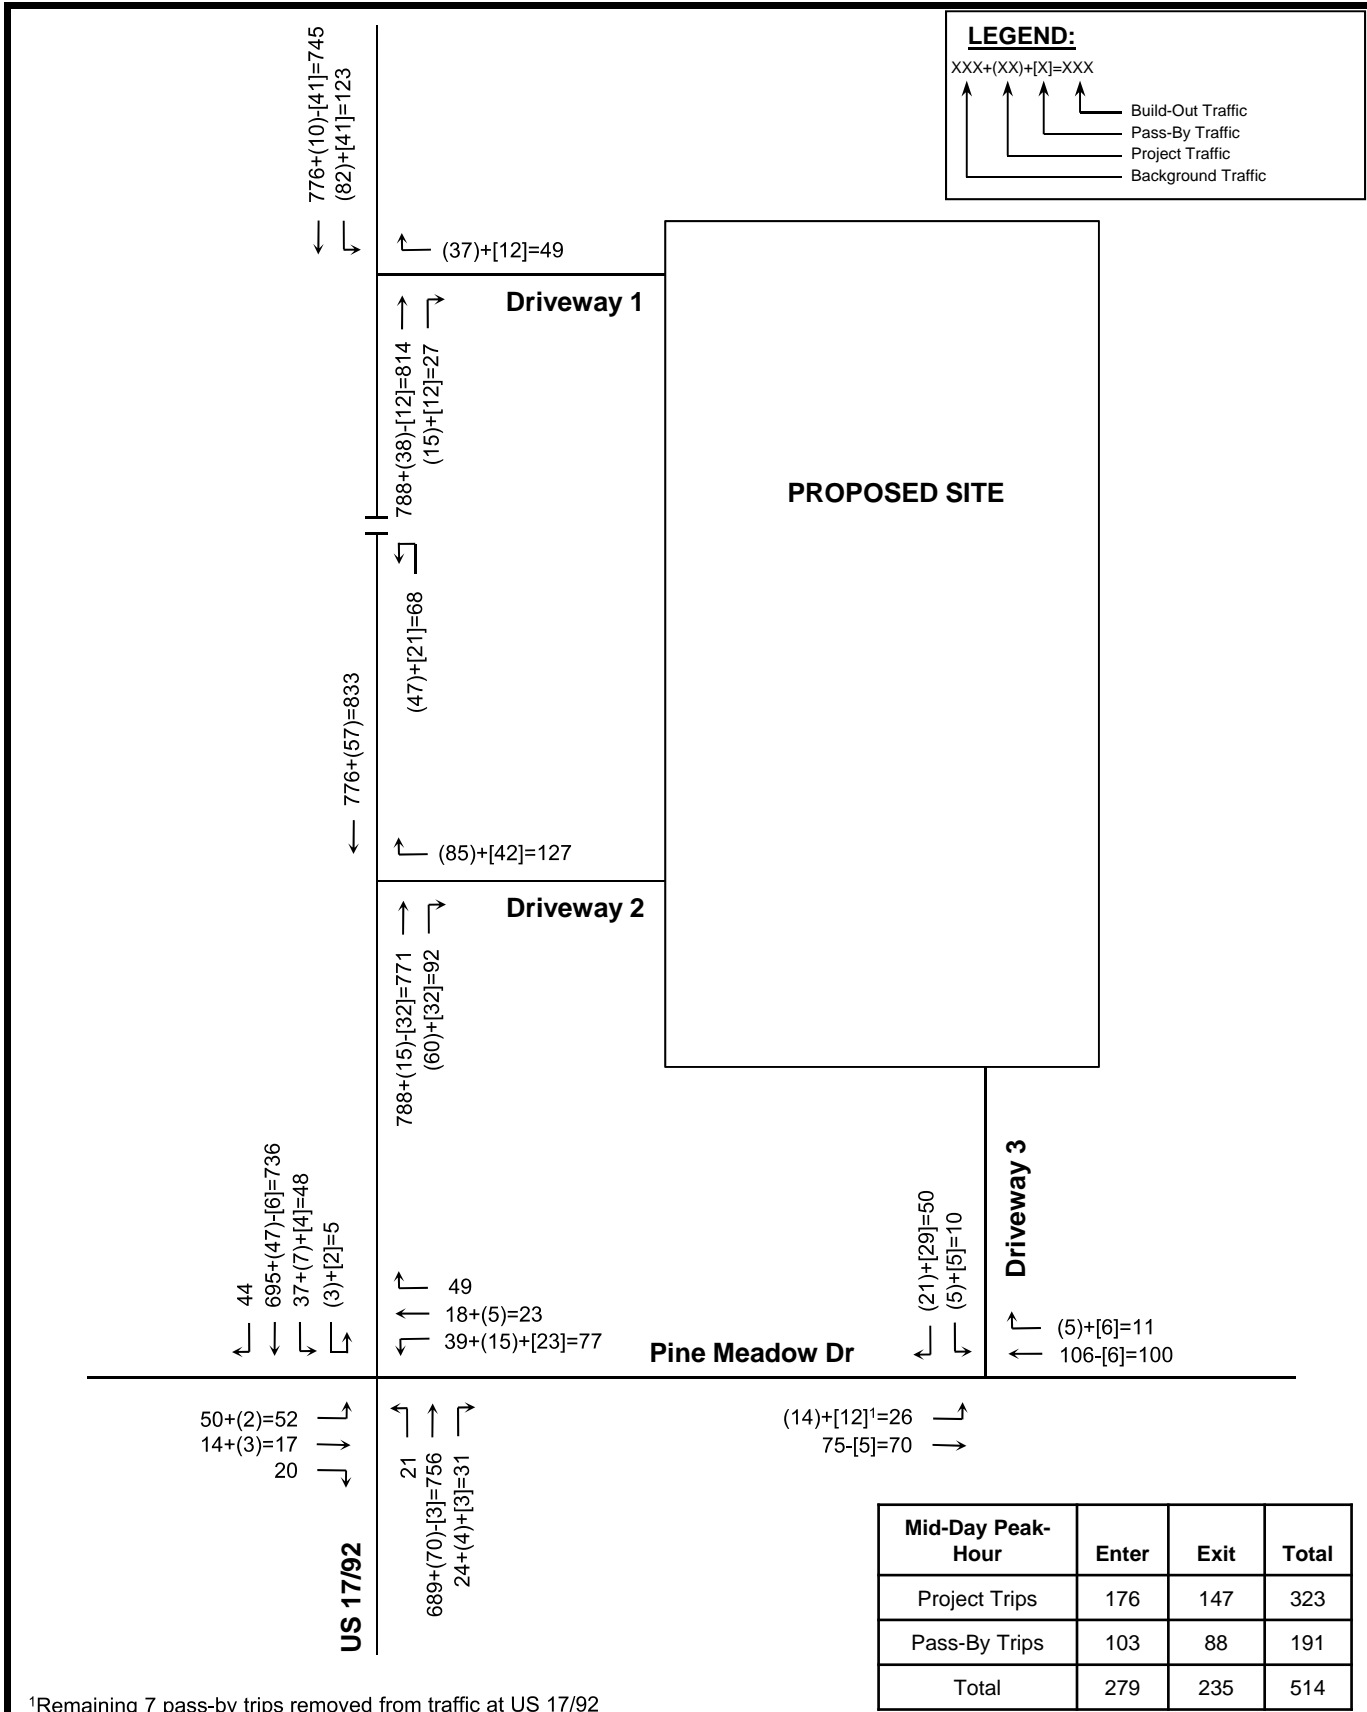 LEGEND:
XXX+(XX)+[X]=XXX
Build-Out Traffic
Pass-By Traffic
Project Traffic
Background Traffic
776+(10)-[41]=745
(82)+[41]=123
(37)+[12]=49
Driveway 1
788+(38)-[12]=814
(15)+[12]=27
PROPOSED SITE
(47)+[21]=68
776+(57)=833
(85)+[42]=127
Driveway 2
788+(15)-[32]=771
(60)+[32]=92
44
695+(47)-[6]=736
37+(7)+[4]=48
(3)+[2]=5
49
18+(5)=23
39+(15)+[23]=77
Pine Meadow Dr
(21)+[29]=50
(5)+[5]=10
Driveway 3
(5)+[6]=11
106-[6]=100
50+(2)=52
14+(3)=17
20
21
689+(70)-[3]=756
24+(4)+[3]=31
US 17/92
(14)+[12]¹=26
75-[5]=70
Mid-Day Peak-Hour Enter Exit Total
Project Trips 176 147 323
Pass-By Trips 103 88 191
Total 279 235 514
¹Remaining 7 pass-by trips removed from traffic at US 17/92